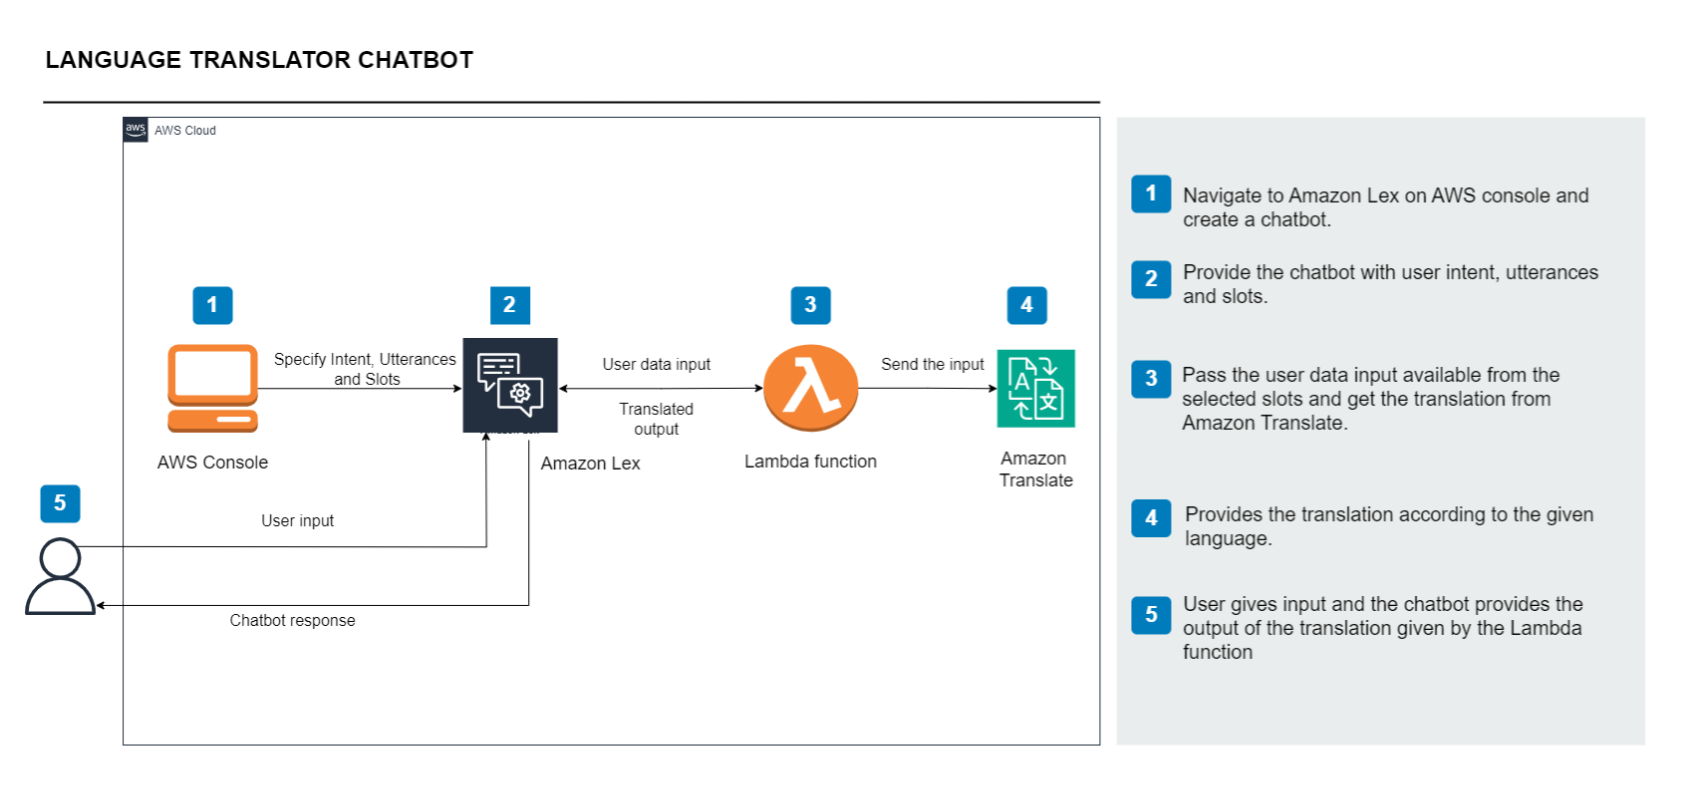 LANGUAGE TRANSLATOR CHATBOT
aws
AWS Cloud
1
2
3
4
Specify Intent, Utterances
and Slots
User data input
Translated
output
Send the input
A
文
AWS Console
Amazon Lex
Lambda function
Amazon
Translate
5
User input
Chatbot response
1
Navigate to Amazon Lex on AWS console and
create a chatbot.
2
Provide the chatbot with user intent, utterances
and slots.
3
Pass the user data input available from the
selected slots and get the translation from
Amazon Translate.
4
Provides the translation according to the given
language.
5
User gives input and the chatbot provides the
output of the translation given by the Lambda
function